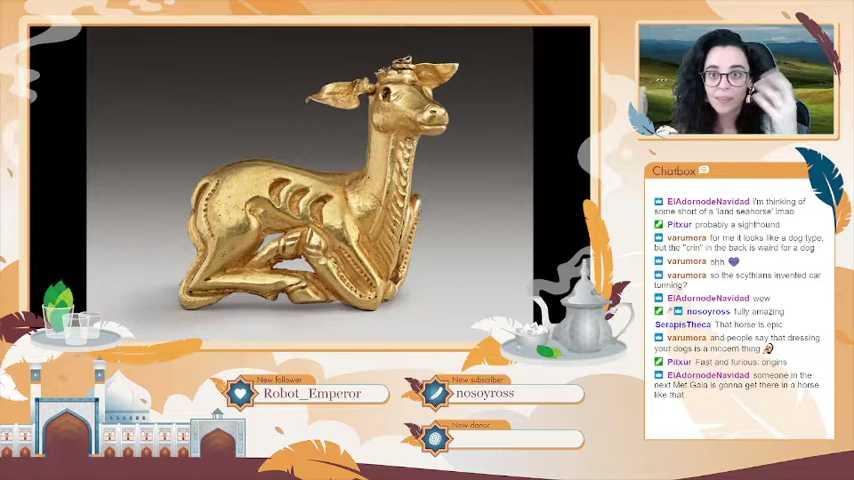 Chatbox
ElAdornodeNavidad i'm thinking of
some short of a 'land seahorse' lmao
Pitxur probably a sighthound
varumora for me it looks like a dog type,
but the "crin" in the back is waird for a dog
varumora ohh
varumora so the scythians invented car
tunning?
ElAdornodeNavidad wow
nosoyross fully amazing
SerapisTheca That horse is epic
varumora and people say that dressing
your dogs is a modern thing
Pitxur Fast and furious: origins
ElAdornodeNavidad someone in the
next Met Gala is gonna get there in a horse
like that
New follower
Robot_Emperor
New subscriber
nosoyross
New donor